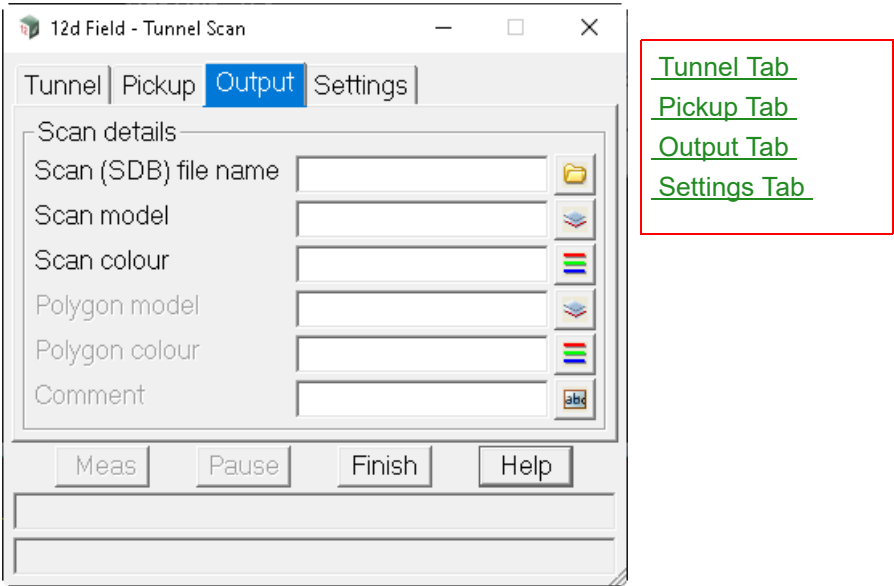 12d Field - Tunnel Scan
Tunnel Pickup Output Settings
Scan details
Scan (SDB) file name
Scan model
Scan colour
Polygon model
Polygon colour
Comment
abc
Meas Pause Finish Help
Tunnel Tab
Pickup Tab
Output Tab
Settings Tab